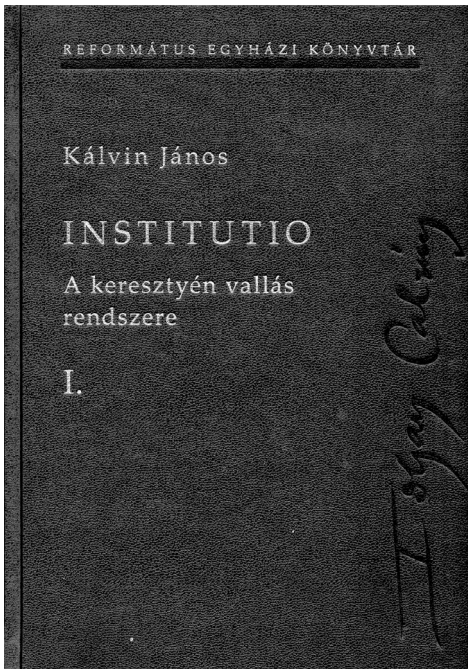 REFORMÁTUS EGYHÁZI KÖNYVTÁR
Kálvin János
INSTITUTIO
A keresztyén vallás
rendszere
I.